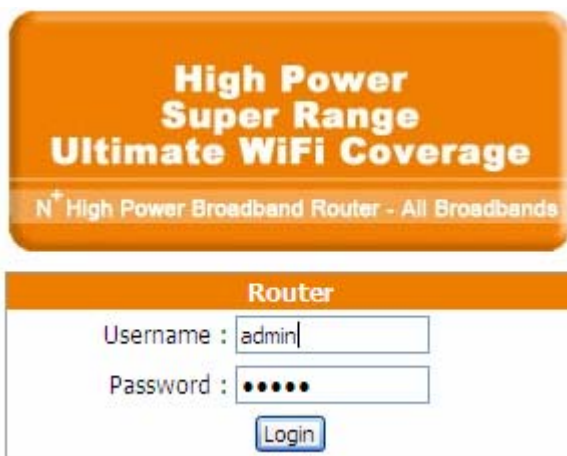 High Power
Super Range
Ultimate WiFi Coverage
N+ High Power Broadband Router - All Broadbands
Router
Username : admin
Password : •••••
Login